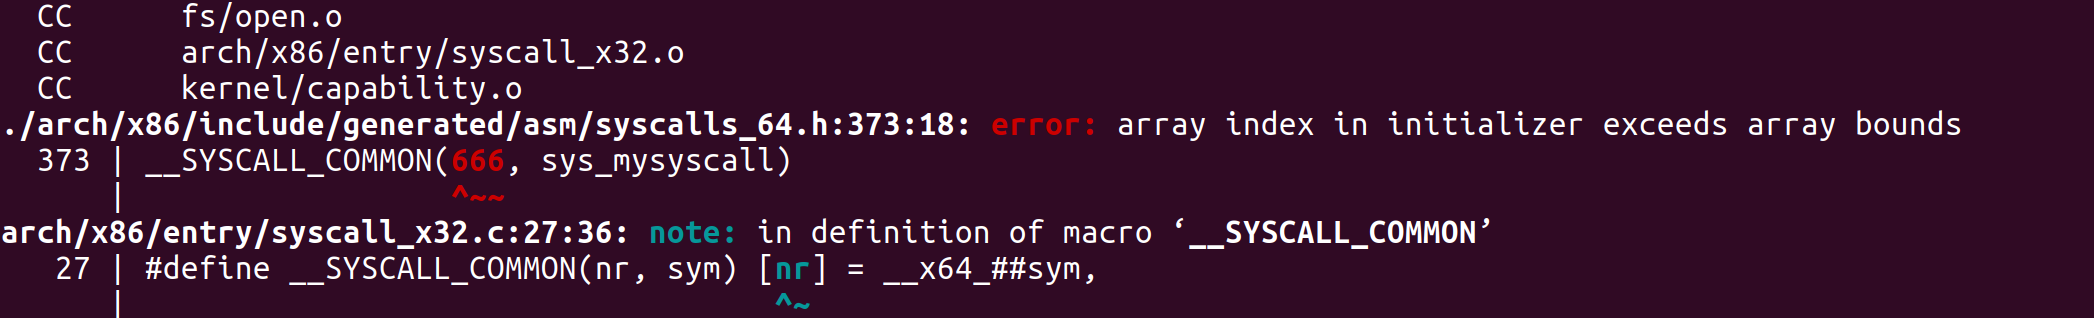 CC      fs/open.o
CC      arch/x86/entry/syscall_x32.o
CC      kernel/capability.o
./arch/x86/include/generated/asm/syscalls_64.h:373:18: error: array index in initializer exceeds array bounds
373 | __SYSCALL_COMMON(666, sys_mysyscall)
|                  ^~~
arch/x86/entry/syscall_x32.c:27:36: note: in definition of macro ‘__SYSCALL_COMMON’
27 | #define __SYSCALL_COMMON(nr, sym) [nr] = __x64_##sym,
|                                    ^~